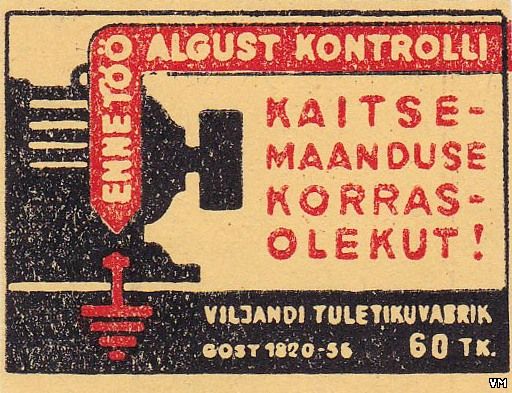 ENNE TÖÖ
ALGUST KONTROLLI
KAITSE-
MAANDUSE
KORRAS-
OLEKUT!
VILJANDI TULETIKUVABRIK
GOST 1820-56 60 TK.
VM